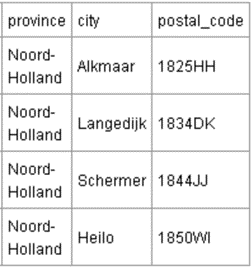 province city postal_code
Noord-
Holland Alkmaar 1825HH
Noord-
Holland Langedijk 1834DK
Noord-
Holland Schermer 1844JJ
Noord-
Holland Heilo 1850WI